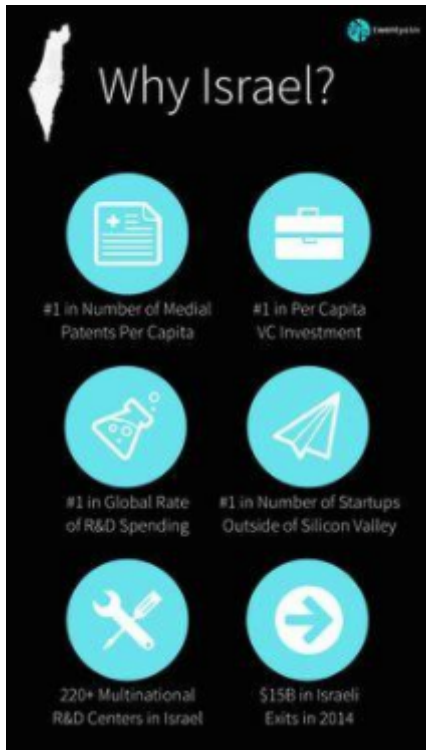 Why Israel?
#1 in Number of Medial
Patents Per Capita
#1 in Per Capita
VC Investment
#1 in Global Rate
of R&D Spending
#1 in Number of Startups
Outside of Silicon Valley
220+ Multinational
R&D Centers in Israel
$15B in Israeli
Exits in 2014